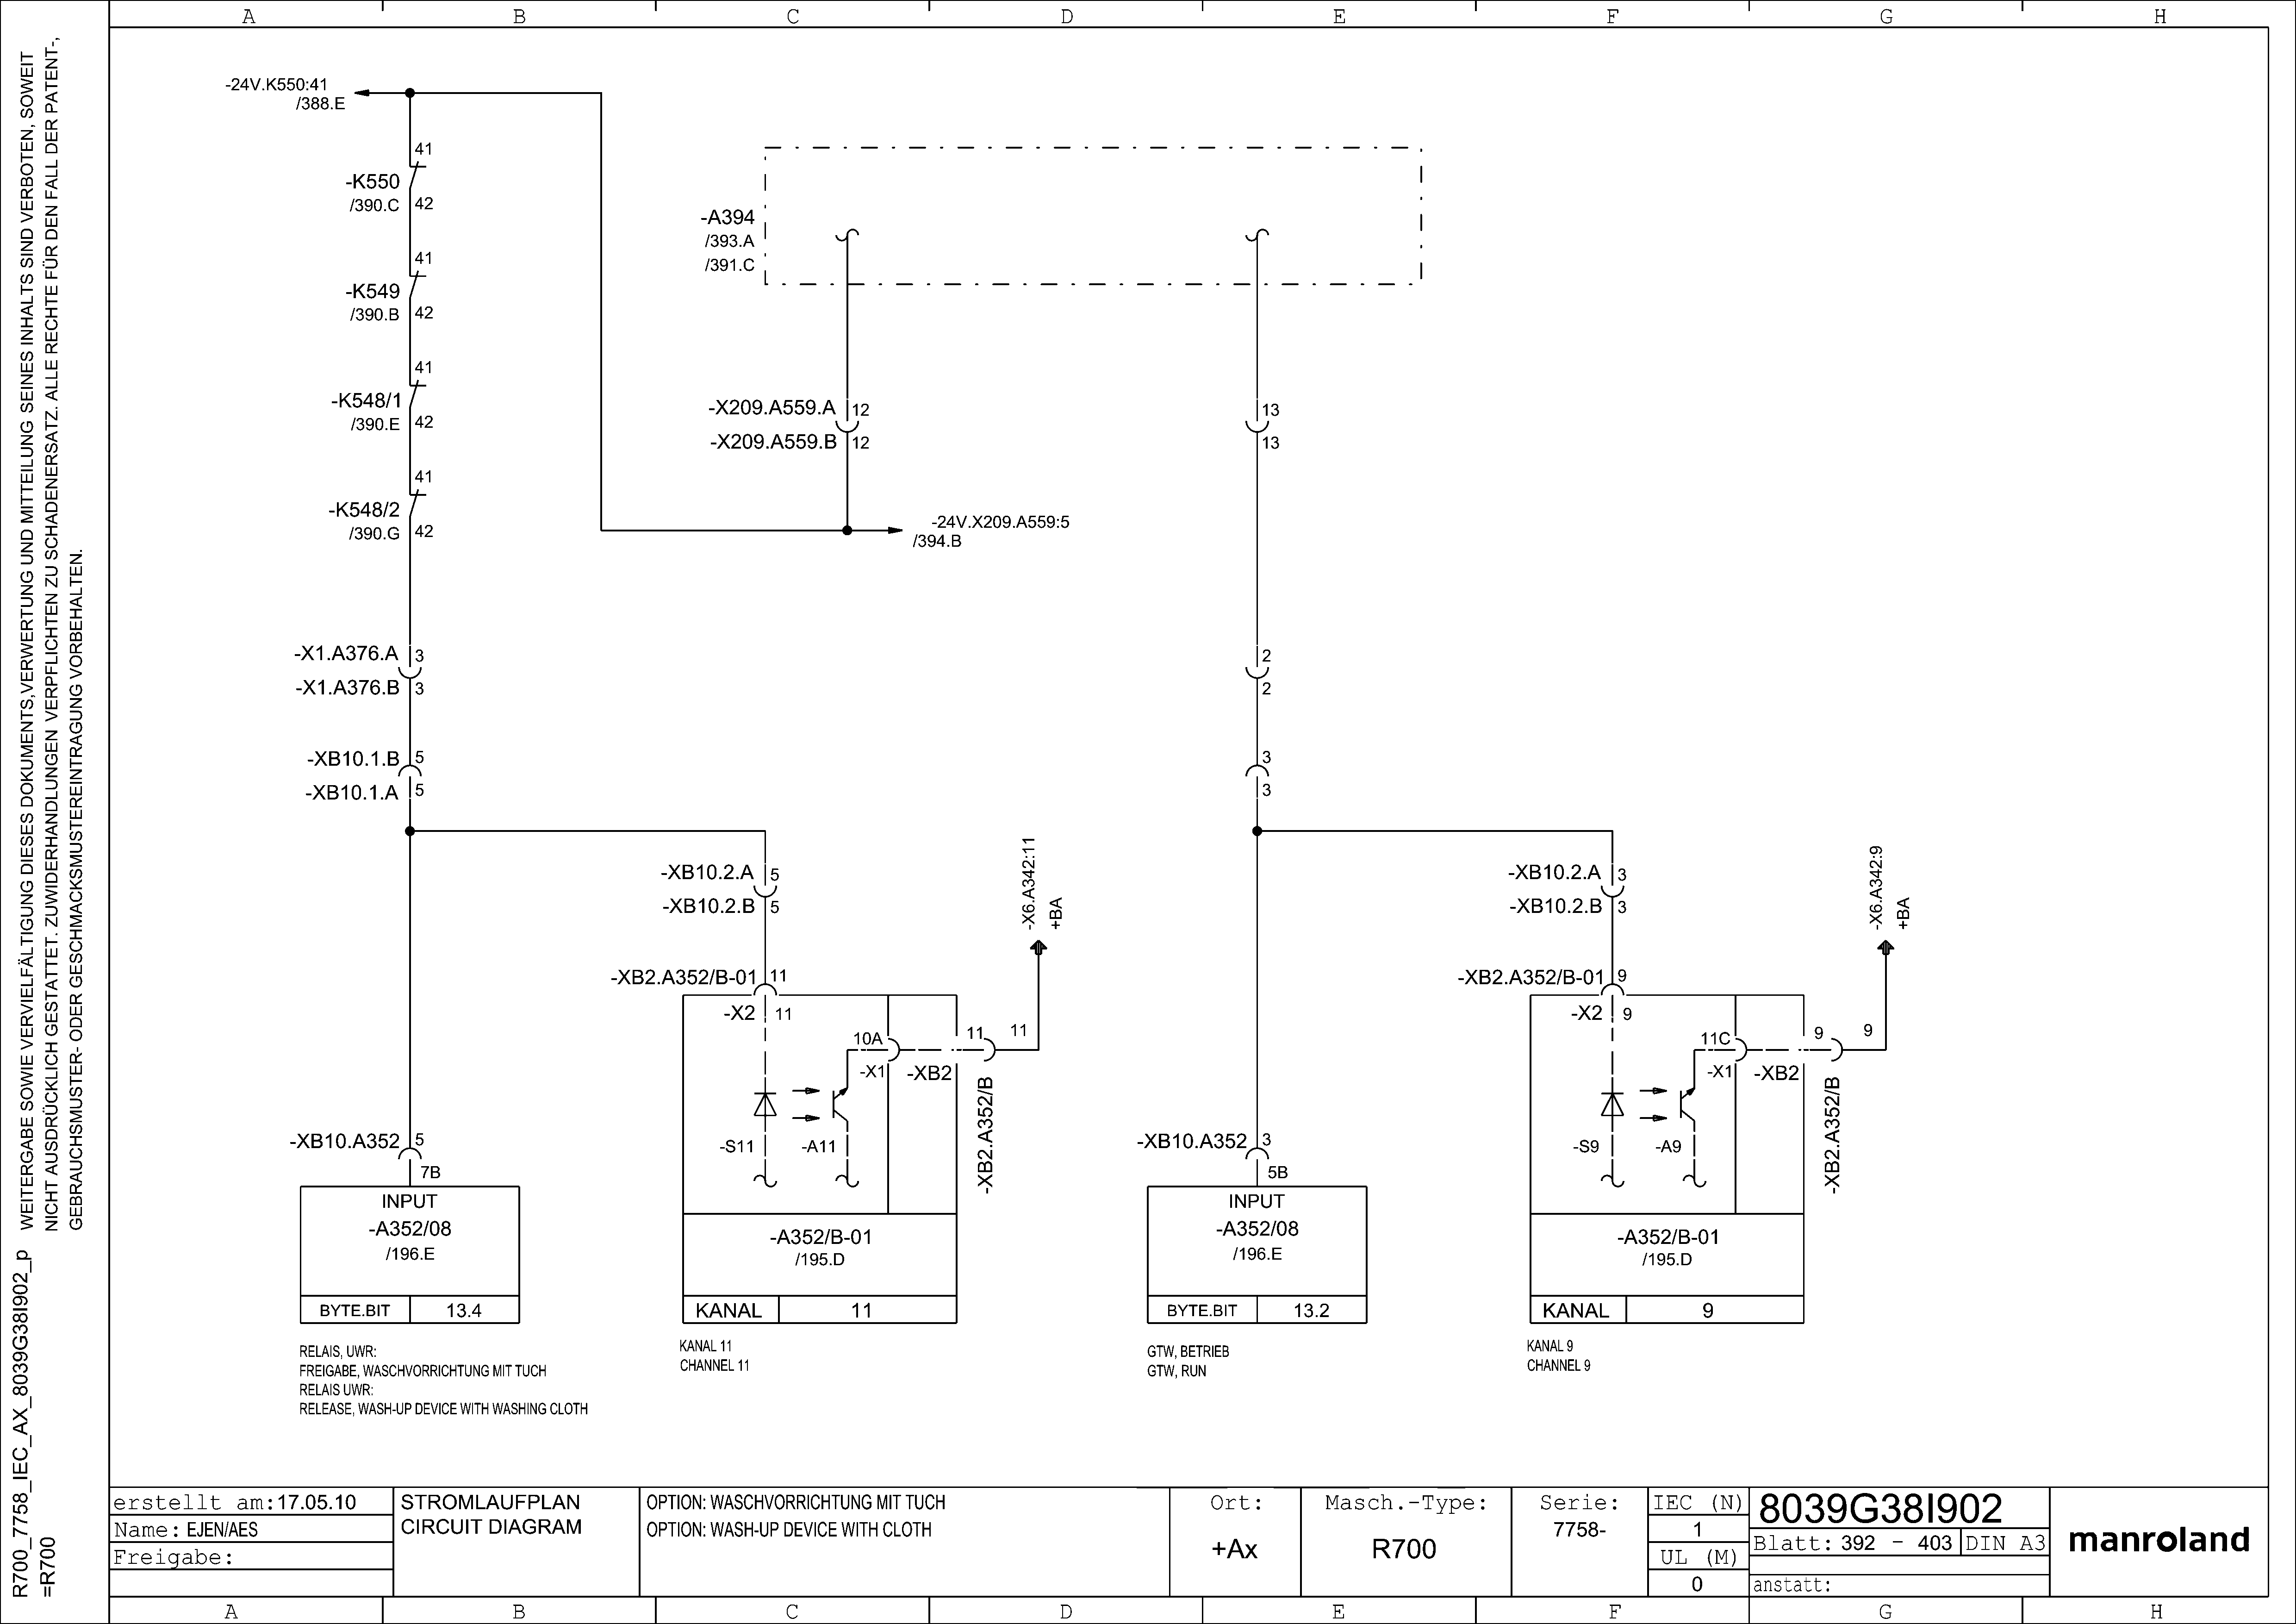 A B C D E F G H
WEITERGABE SOWIE VERVIELFÄLTIGUNG DIESES DOKUMENTS,VERWERTUNG UND MITTEILUNG SEINES INHALTS SIND VERBOTEN, SOWEIT
NICHT AUSDRÜCKLICH GESTATTET. ZUWIDERHANDLUNGEN VERPFLICHTEN ZU SCHADENERSATZ. ALLE RECHTE FÜR DEN FALL DER PATENT-,
GEBRAUCHSMUSTER- ODER GESCHMACKSMUSTEREINTRAGUNG VORBEHALTEN.
R700_7758_IEC_AX_8039G38I902_p
=R700
-24V.K550:41
/388.E
41
-K550
/390.C
42
41
-K549
/390.B
42
41
-K548/1
/390.E
42
41
-K548/2
/390.G
42
-X1.A376.A 3
-X1.A376.B 3
-XB10.1.B 5
-XB10.1.A 5
-XB10.A352 5
7B
INPUT
-A352/08
/196.E
BYTE.BIT 13.4
RELAIS, UWR:
FREIGABE, WASCHVORRICHTUNG MIT TUCH
RELAIS UWR:
RELEASE, WASH-UP DEVICE WITH WASHING CLOTH
-A394
/393.A
/391.C
-X209.A559.A 12
-X209.A559.B 12
-24V.X209.A559:5
/394.B
-XB10.2.A 5
-XB10.2.B 5
-XB2.A352/B-01 11
-X2 11
10A
-X1
-XB2
11
11
-X6.A342:11
+BA
-XB2.A352/B
-S11
-A11
-A352/B-01
/195.D
KANAL 11
KANAL 11
CHANNEL 11
13
13
2
2
3
3
-XB10.A352 3
5B
INPUT
-A352/08
/196.E
BYTE.BIT 13.2
GTW, BETRIEB
GTW, RUN
-XB10.2.A 3
-XB10.2.B 3
-XB2.A352/B-01 9
-X2 9
11C
-X1
-XB2
9
9
-X6.A342:9
+BA
-XB2.A352/B
-S9
-A9
-A352/B-01
/195.D
KANAL 9
KANAL 9
CHANNEL 9
erstellt am:17.05.10
Name: EJEN/AES
Freigabe:
STROMLAUFPLAN
CIRCUIT DIAGRAM
OPTION: WASCHVORRICHTUNG MIT TUCH
OPTION: WASH-UP DEVICE WITH CLOTH
Ort:
+Ax
Masch.-Type:
R700
Serie:
7758-
IEC (N)
1
UL (M)
0
8039G38I902
Blatt: 392 - 403 DIN A3
anstatt:
manroland
A B C D E F G H